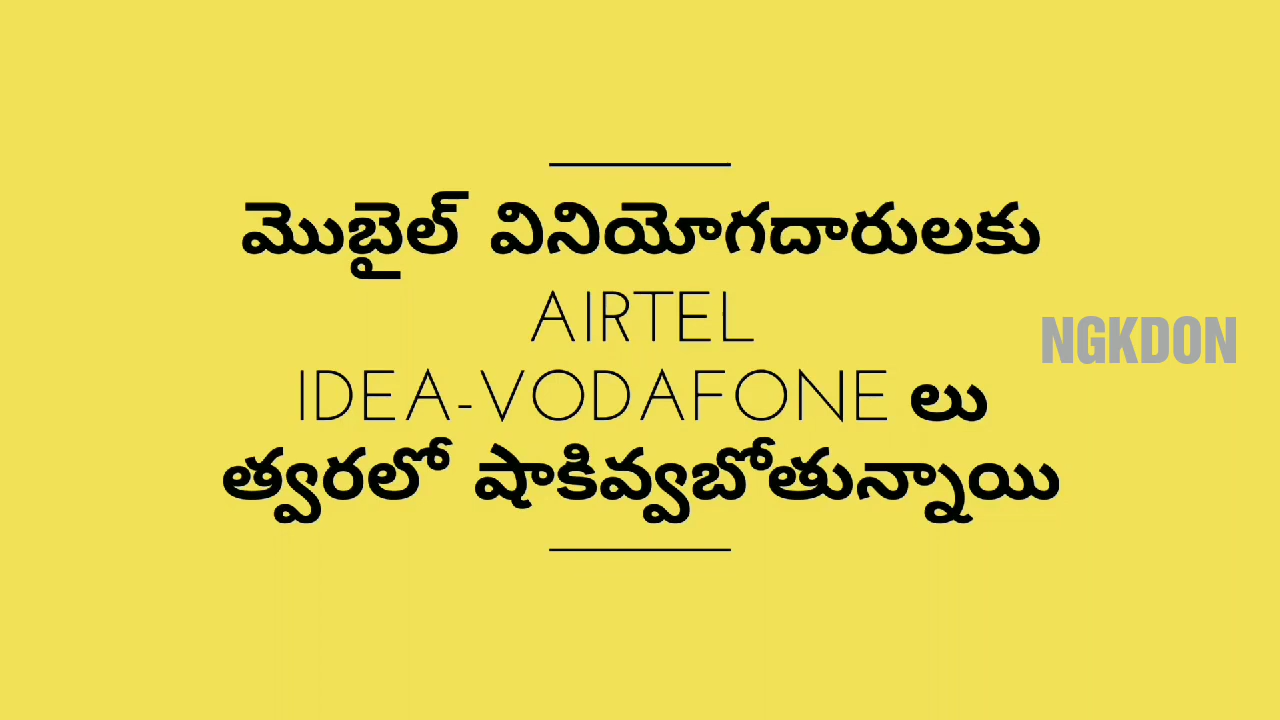 మొబైల్ వినియోగదారులకు
AIRTEL
IDEA-VODAFONE లు
త్వరలో షాకివ్వబోతున్నాయి
NGKDON